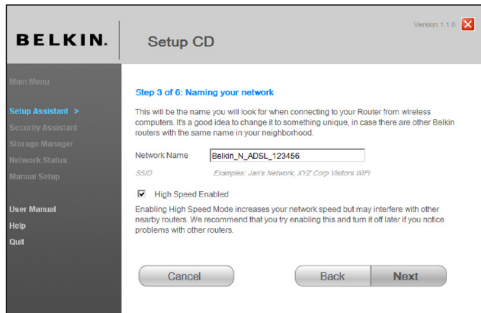 BELKIN.
Setup CD
Version 1.1.0
Main Menu
Setup Assistant >
Security Assistant
Storage Manager
Network Status
Manual Setup
User Manual
Help
Quit
Step 3 of 6: Naming your network
This will be the name you will look for when connecting to your Router from wireless
computers. It's a good idea to change it to something unique, in case there are other Belkin
routers with the same name in your neighborhood.
Network Name
Belkin_N_ADSL_123456
SSID
Examples: Jan's Network, XYZ Corp Visitors WIFI
High Speed Enabled
Enabling High Speed Mode increases your network speed but may interfere with other
nearby routers. We recommend that you try enabling this and turn it off later if you notice
problems with other routers.
Cancel
Back
Next